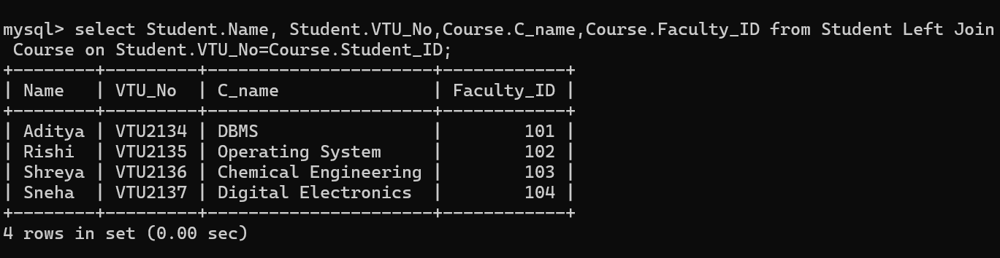 mysql> select Student.Name, Student.VTU_No,Course.C_name,Course.Faculty_ID from Student Left Join
 Course on Student.VTU_No=Course.Student_ID;
+--------+---------+----------------------+------------+
| Name   | VTU_No  | C_name               | Faculty_ID |
+--------+---------+----------------------+------------+
| Aditya | VTU2134 | DBMS                 |        101 |
| Rishi  | VTU2135 | Operating System     |        102 |
| Shreya | VTU2136 | Chemical Engineering |        103 |
| Sneha  | VTU2137 | Digital Electronics  |        104 |
+--------+---------+----------------------+------------+
4 rows in set (0.00 sec)